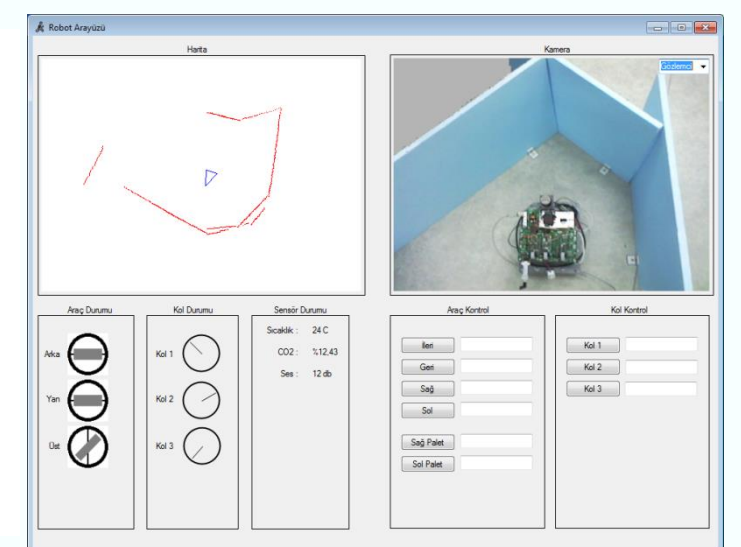 Robot Arayüzü
Harita
Kamera
Gözlemci
Araç Durumu
Arka
Yan
Üst
Kol Durumu
Kol 1
Kol 2
Kol 3
Sensör Durumu
Sıcaklık : 24 C
CO2 : %12,43
Ses : 12 db
Araç Kontrol
İleri
Geri
Sağ
Sol
Sağ Palet
Sol Palet
Kol Kontrol
Kol 1
Kol 2
Kol 3